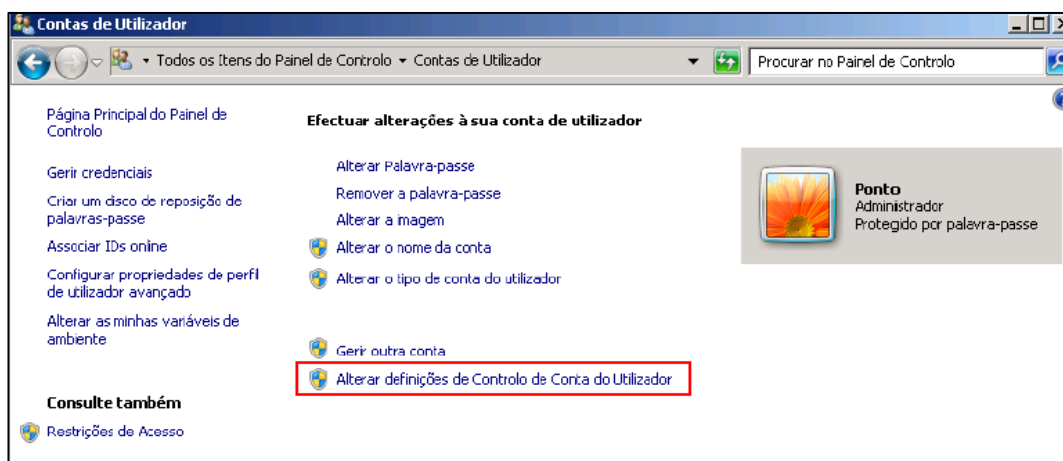 Contas de Utilizador
Todos os Itens do Painel de Controlo Contas de Utilizador
Procurar no Painel de Controlo
Página Principal do Painel de
Controlo
Gerir credenciais
Criar um disco de reposição de
palavras-passe
Associar IDs online
Configurar propriedades de perfil
de utilizador avançado
Alterar as minhas variáveis de
ambiente
Consulte também
Restrições de Acesso
Efectuar alterações à sua conta de utilizador
Alterar Palavra-passe
Remover a palavra-passe
Alterar a imagem
Alterar o nome da conta
Alterar o tipo de conta do utilizador
Gerir outra conta
Alterar definições de Controlo de Conta do Utilizador
Ponto
Administrador
Protegido por palavra-passe